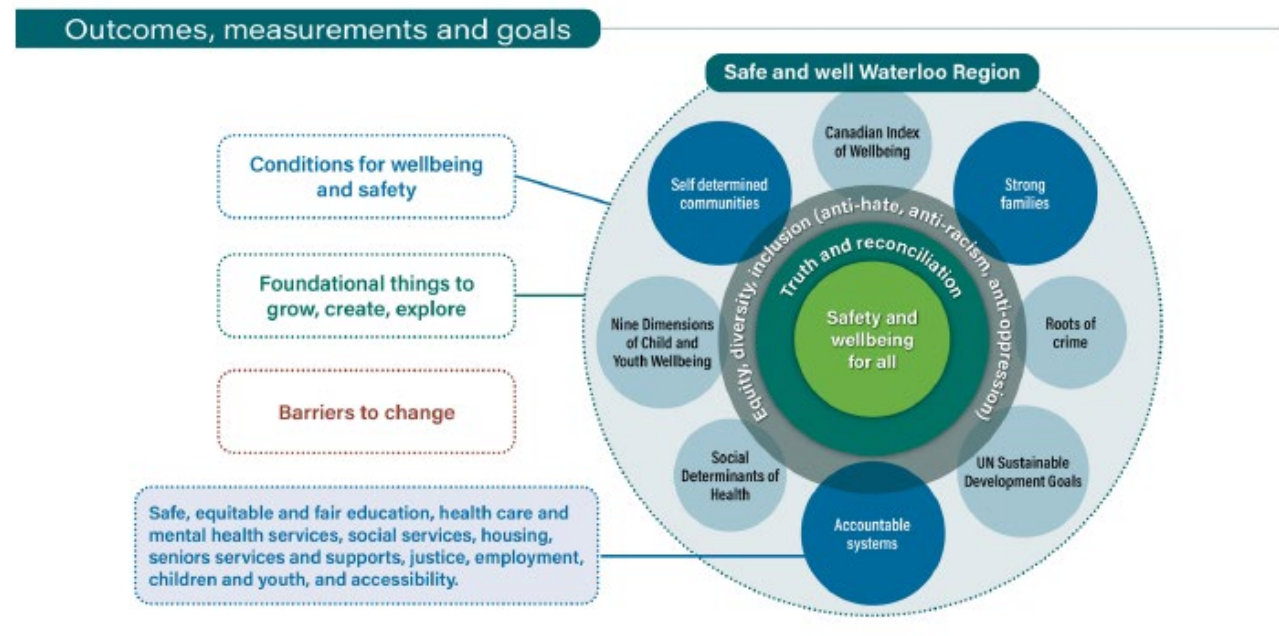 Outcomes, measurements and goals
Safe and well Waterloo Region
Conditions for wellbeing
and safety
Foundational things to
grow, create, explore
Barriers to change
Safe, equitable and fair education, health care and
mental health services, social services, housing,
seniors services and supports, justice, employment,
children and youth, and accessibility.
Canadian Index
of Wellbeing
Self determined
communities
Strong
families
Equity, diversity, inclusion (anti-hate, anti-racism, anti-oppression)
Truth and reconciliation
Safety and
wellbeing
for all
Nine Dimensions
of Child and
Youth Wellbeing
Roots of
crime
Social
Determinants of
Health
UN Sustainable
Development Goals
Accountable
systems